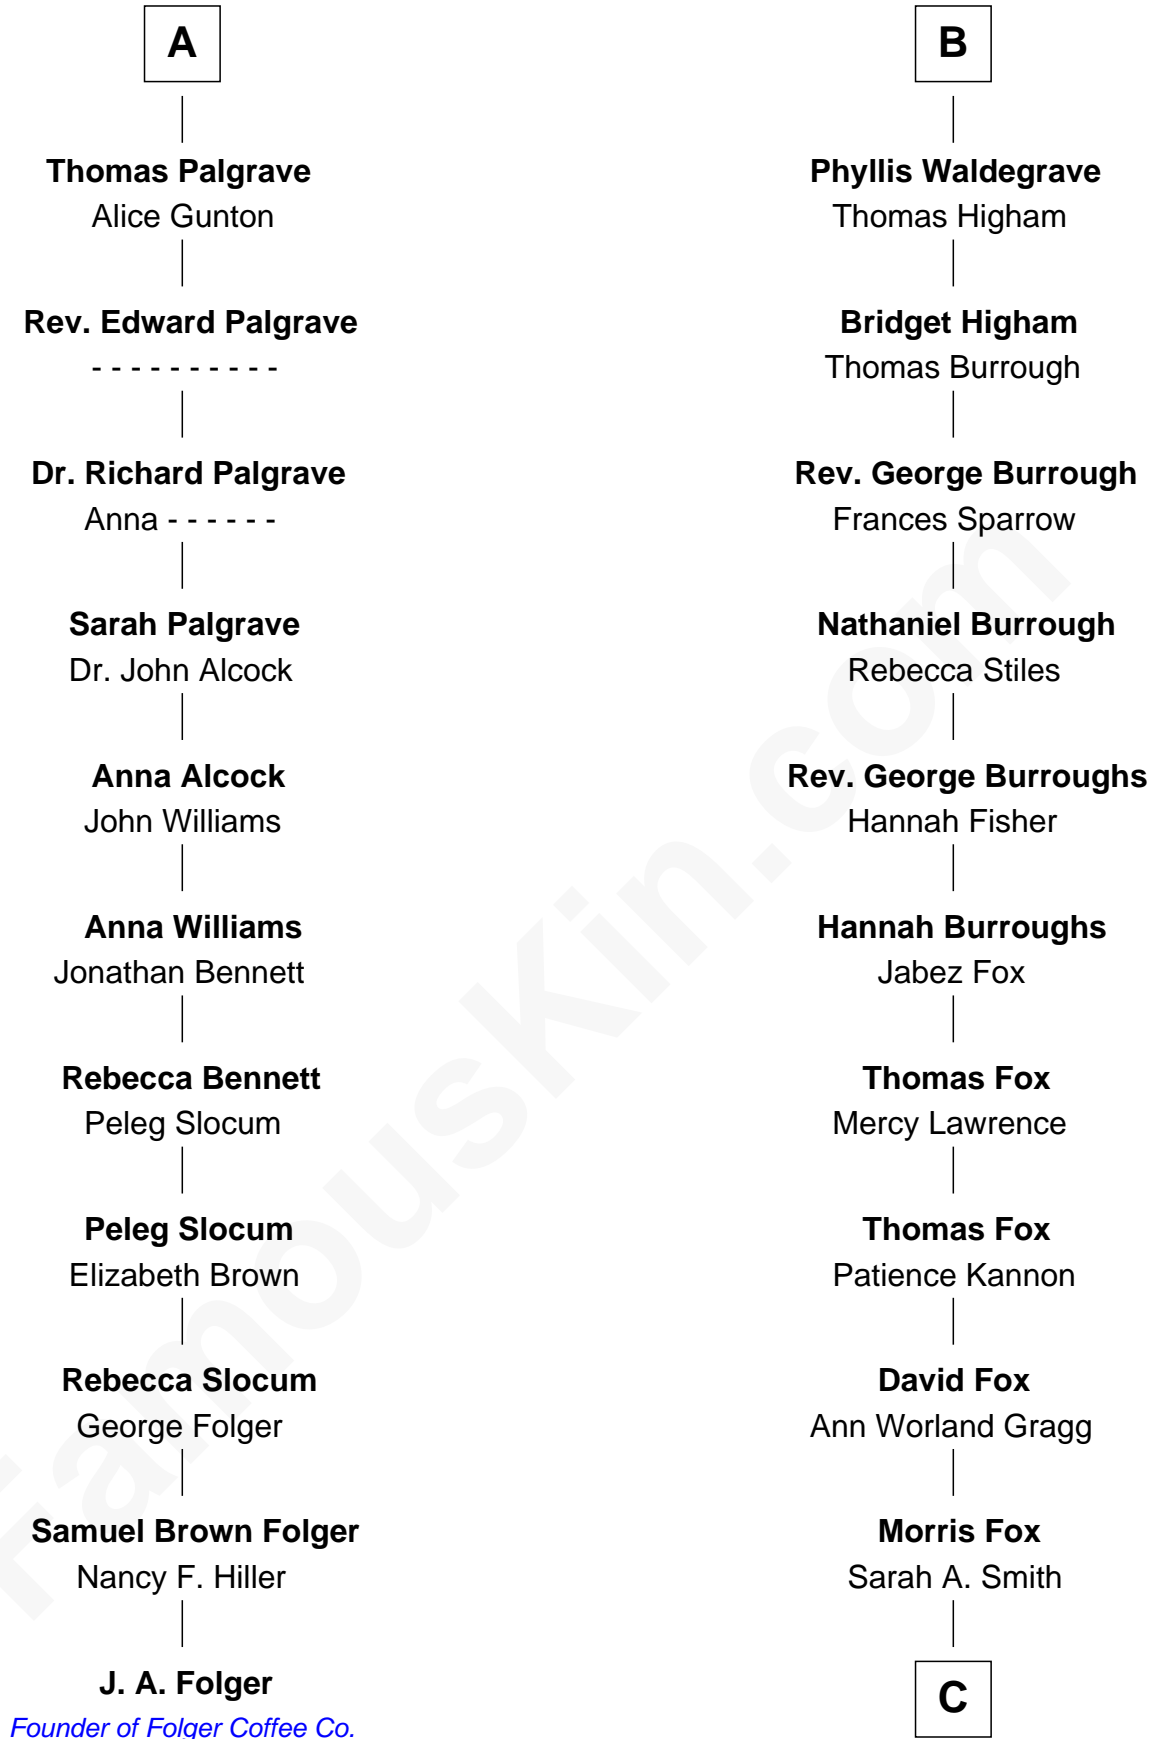 A
Thomas Palgrave
Alice Gunton
Rev. Edward Palgrave
- - - - - - - - - -
Dr. Richard Palgrave
Anna - - - - - -
Sarah Palgrave
Dr. John Alcock
Anna Alcock
John Williams
Anna Williams
Jonathan Bennett
Rebecca Bennett
Peleg Slocum
Peleg Slocum
Elizabeth Brown
Rebecca Slocum
George Folger
Samuel Brown Folger
Nancy F. Hiller
J. A. Folger
Founder of Folger Coffee Co.
B
Phyllis Waldegrave
Thomas Higham
Bridget Higham
Thomas Burrough
Rev. George Burrough
Frances Sparrow
Nathaniel Burrough
Rebecca Stiles
Rev. George Burroughs
Hannah Fisher
Hannah Burroughs
Jabez Fox
Thomas Fox
Mercy Lawrence
Thomas Fox
Patience Kannon
David Fox
Ann Worland Gragg
Morris Fox
Sarah A. Smith
C
FamousKin.com